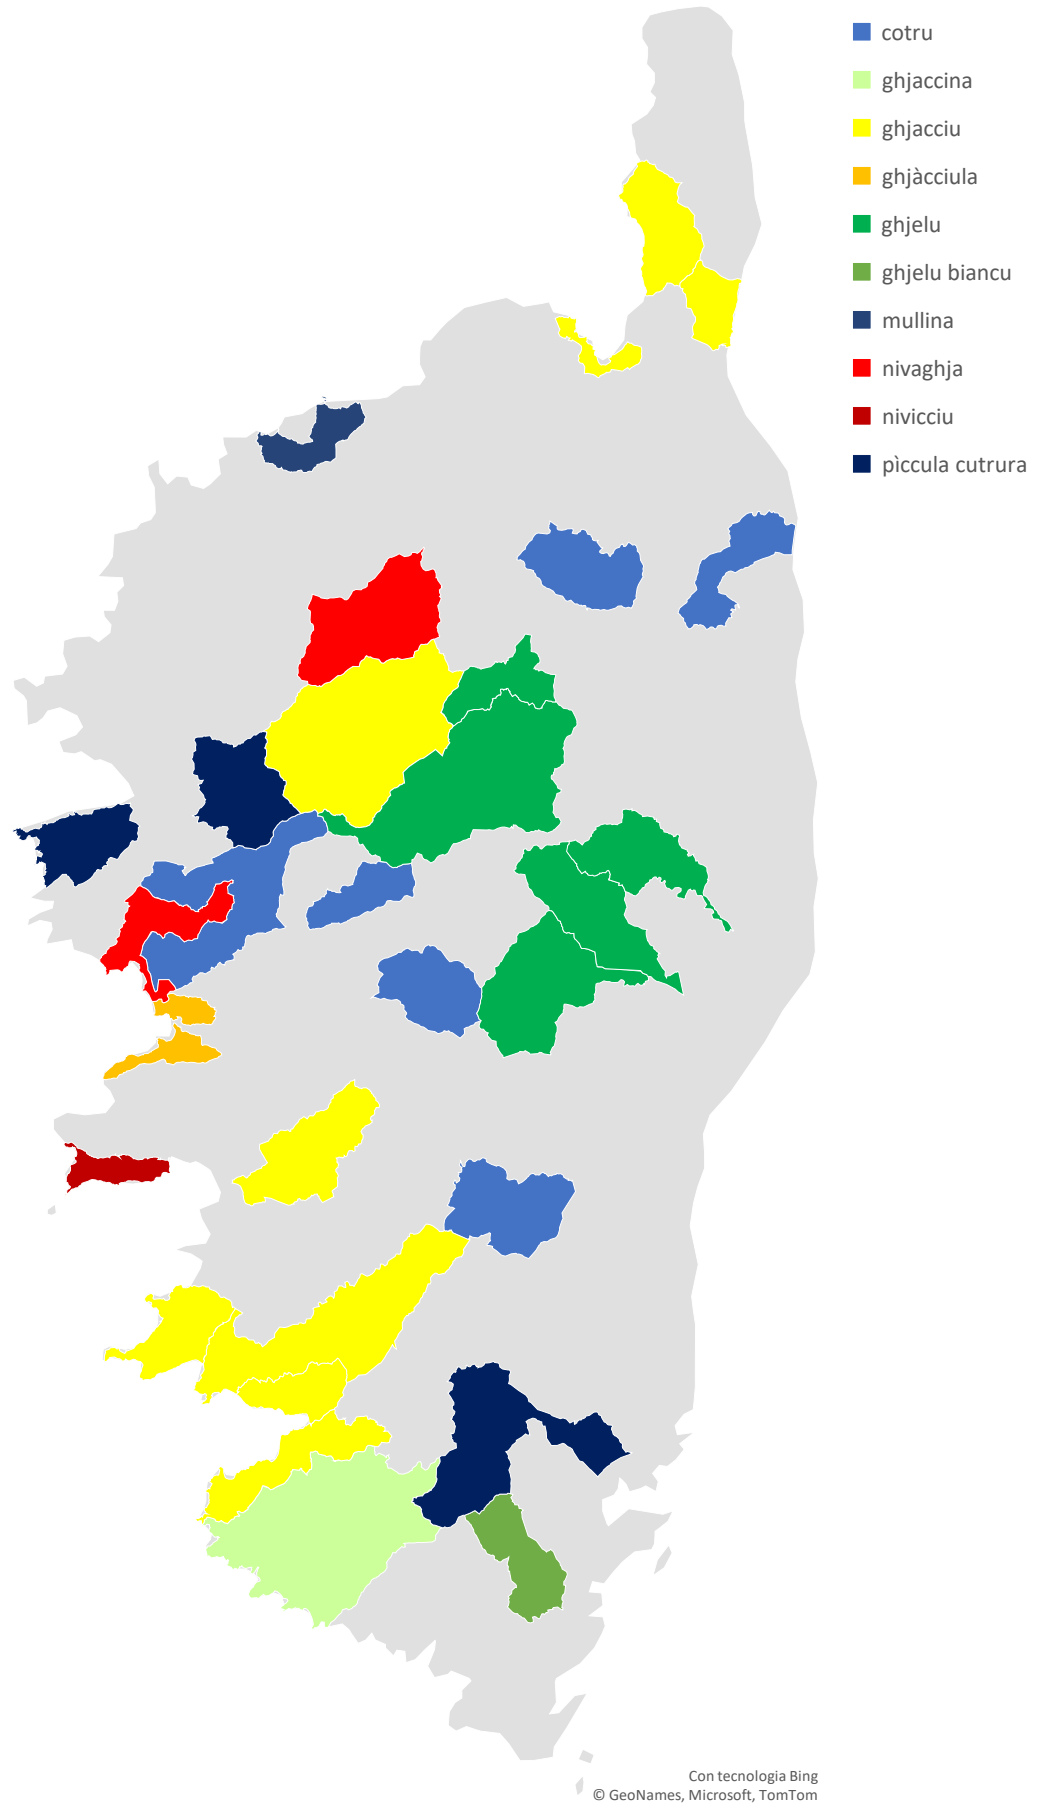 cotru
ghjaccina
ghjacciu
ghjàcciula
ghjelu
ghjelu biancu
mullina
nivaghja
nivicciu
pìccula cutrura
Con tecnologia Bing
© GeoNames, Microsoft, TomTom